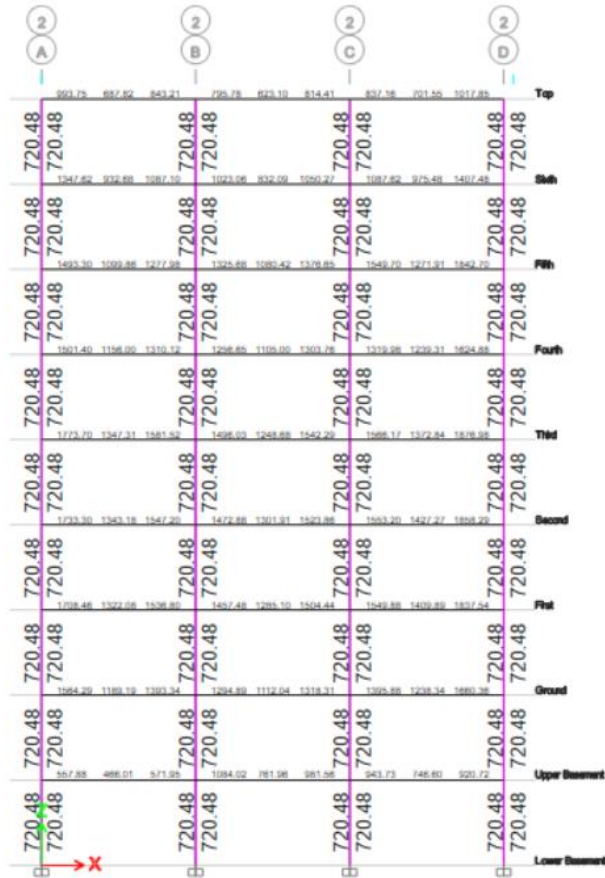 2 2 2 2
A B C D
993.75 687.82 843.21 795.78 623.10 814.41 837.16 701.55 1017.85 Top
720.48 720.48 720.48 720.48 720.48 720.48 720.48 720.48
1347.62 932.68 1087.10 1023.06 832.09 1050.27 1087.62 975.48 1407.48 Sixth
720.48 720.48 720.48 720.48 720.48 720.48 720.48 720.48
1493.30 1099.86 1277.98 1325.68 1080.42 1376.65 1549.70 1271.91 1842.70 Fifth
720.48 720.48 720.48 720.48 720.48 720.48 720.48 720.48
1501.40 1156.00 1310.12 1256.65 1105.00 1303.76 1319.98 1239.31 1624.88 Fourth
720.48 720.48 720.48 720.48 720.48 720.48 720.48 720.48
1773.70 1347.31 1561.52 1496.03 1248.68 1542.29 1566.17 1372.84 1876.98 Third
720.48 720.48 720.48 720.48 720.48 720.48 720.48 720.48
1733.30 1343.18 1547.20 1472.88 1301.91 1523.86 1553.20 1427.27 1858.29 Second
720.48 720.48 720.48 720.48 720.48 720.48 720.48 720.48
1708.46 1322.08 1536.80 1457.48 1285.10 1504.44 1549.88 1409.89 1837.54 First
720.48 720.48 720.48 720.48 720.48 720.48 720.48 720.48
1564.29 1189.19 1393.34 1294.89 1112.04 1318.31 1395.88 1238.34 1660.36 Ground
720.48 720.48 720.48 720.48 720.48 720.48 720.48 720.48
557.88 466.01 571.95 1084.02 761.98 981.56 943.73 746.60 920.72 Upper Basement
720.48 720.48 720.48 720.48 720.48 720.48 720.48 720.48
Z
X Lower Basement